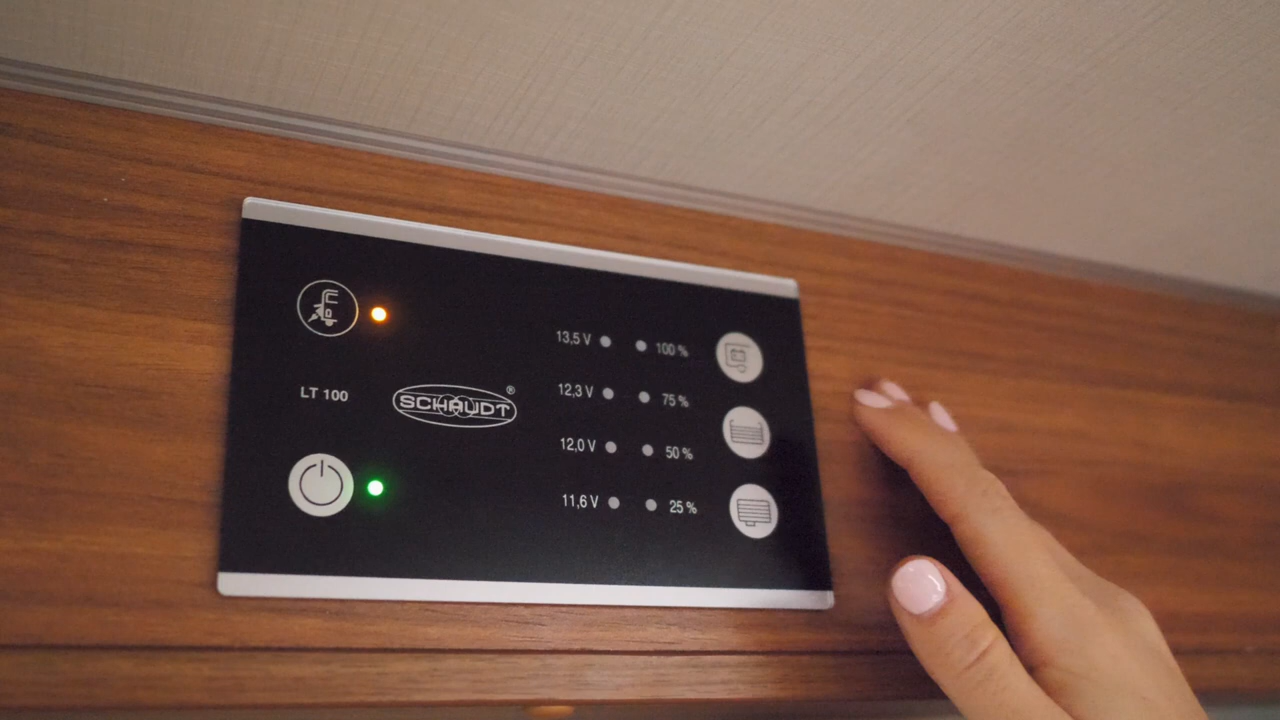 13,5 V 100 %
12,3 V 75 %
LT 100 SCHAUDT ®
12,0 V 50 %
11,6 V 25 %